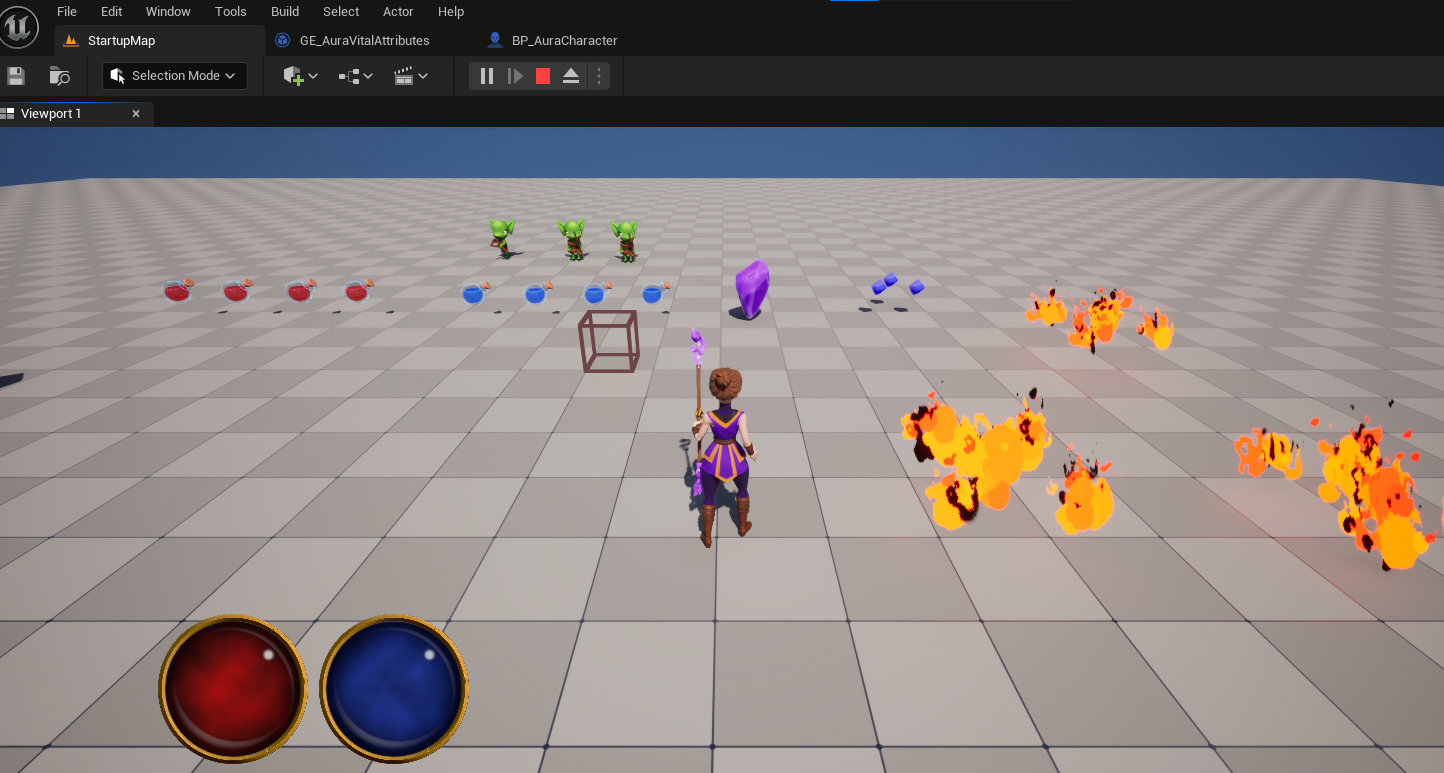 File Edit Window Tools Build Select Actor Help
StartupMap GE_AuraVitalAttributes BP_AuraCharacter
Selection Mode
Viewport 1